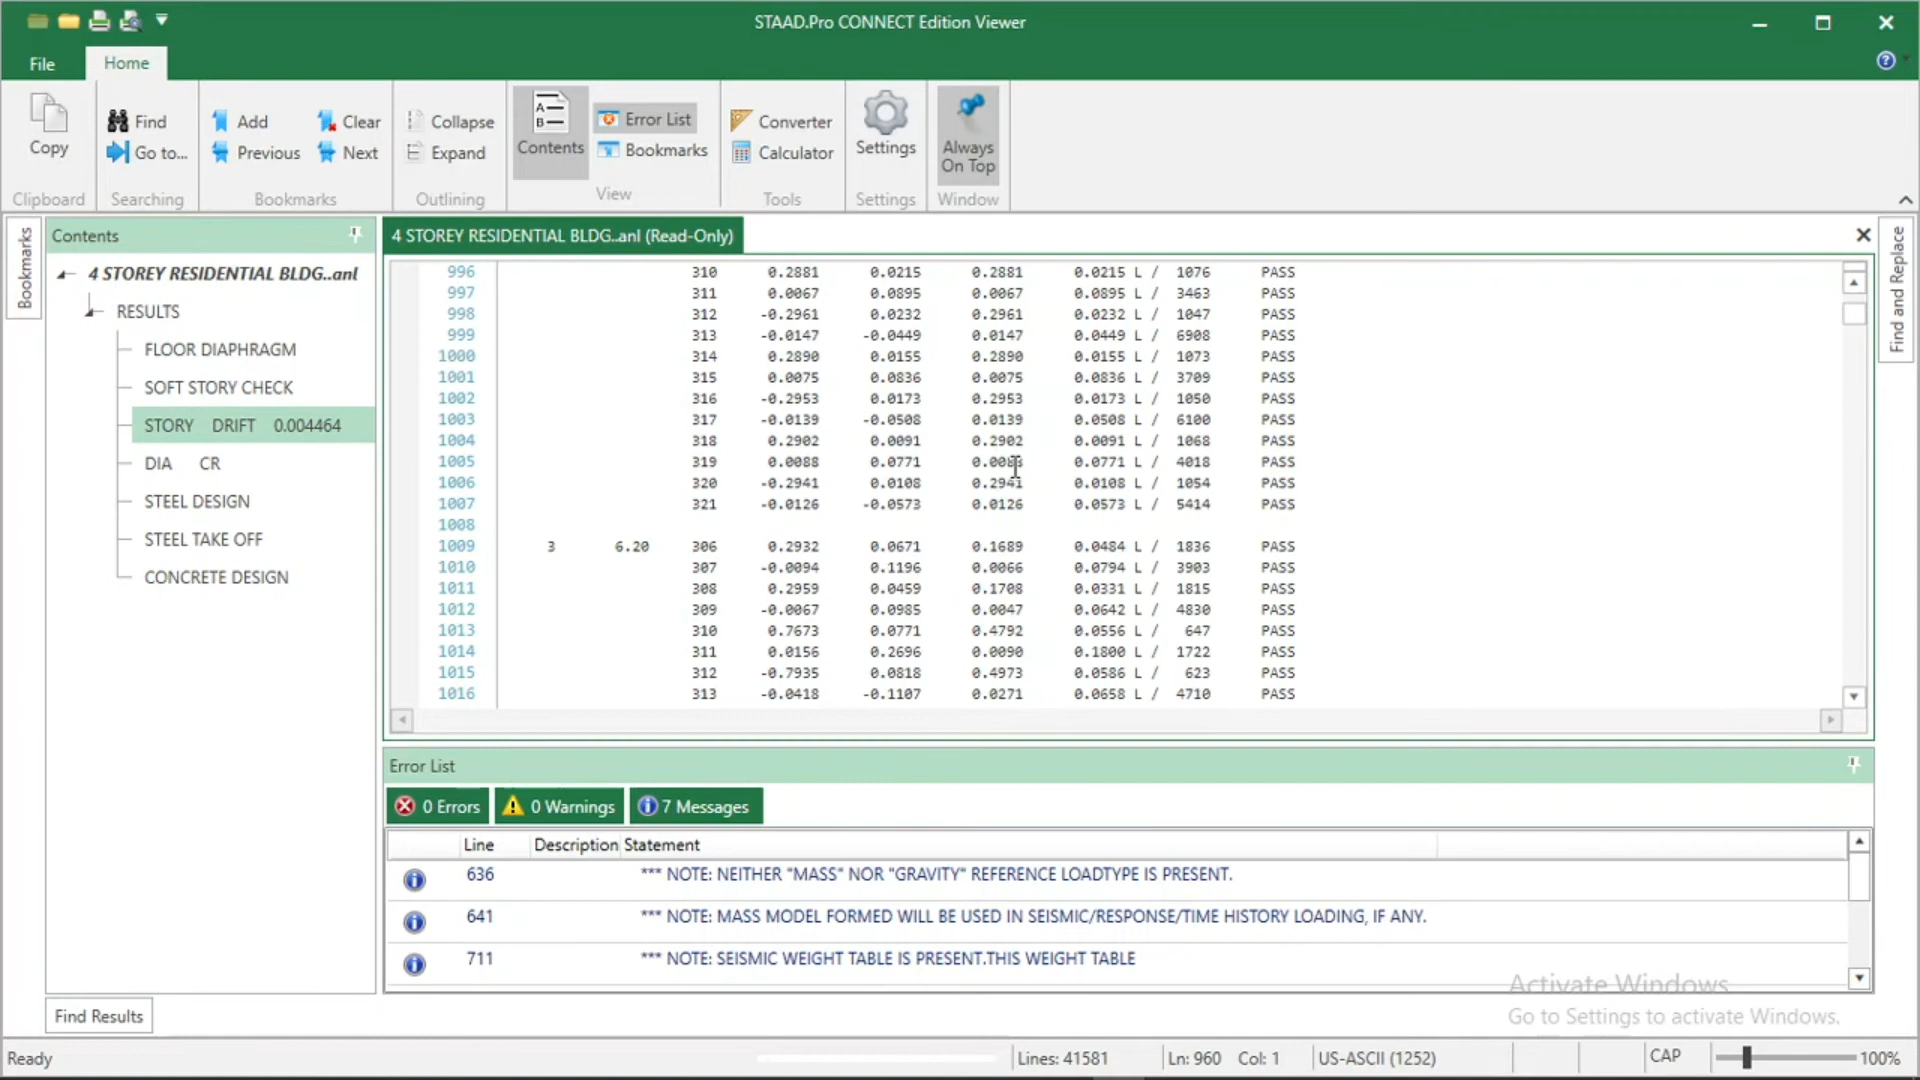 STAAD.Pro CONNECT Edition Viewer
File
Home
Copy
Clipboard
Find
Go to...
Searching
Add
Clear
Previous
Next
Bookmarks
Collapse
Expand
Outlining
Contents
Error List
Bookmarks
View
Converter
Calculator
Tools
Settings
Settings
Always
On Top
Window
Bookmarks
Contents
4 STOREY RESIDENTIAL BLDG..anl
RESULTS
FLOOR DIAPHRAGM
SOFT STORY CHECK
STORY DRIFT 0.004464
DIA CR
STEEL DESIGN
STEEL TAKE OFF
CONCRETE DESIGN
4 STOREY RESIDENTIAL BLDG..anl (Read-Only)
Find and Replace
996 310 0.2881 0.0215 0.2881 0.0215 L / 1076 PASS
997 311 0.0067 0.0895 0.0067 0.0895 L / 3463 PASS
998 312 -0.2961 0.0232 0.2961 0.0232 L / 1047 PASS
999 313 -0.0147 -0.0449 0.0147 0.0449 L / 6908 PASS
1000 314 0.2890 0.0155 0.2890 0.0155 L / 1073 PASS
1001 315 0.0075 0.0836 0.0075 0.0836 L / 3709 PASS
1002 316 -0.2953 0.0173 0.2953 0.0173 L / 1050 PASS
1003 317 -0.0139 -0.0508 0.0139 0.0508 L / 6100 PASS
1004 318 0.2902 0.0091 0.2902 0.0091 L / 1068 PASS
1005 319 0.0088 0.0771 0.0088 0.0771 L / 4018 PASS
1006 320 -0.2941 0.0108 0.2941 0.0108 L / 1054 PASS
1007 321 -0.0126 -0.0573 0.0126 0.0573 L / 5414 PASS
1008
1009 3 6.20 306 0.2932 0.0671 0.1689 0.0484 L / 1836 PASS
1010 307 -0.0094 0.1196 0.0066 0.0794 L / 3903 PASS
1011 308 0.2959 0.0459 0.1708 0.0331 L / 1815 PASS
1012 309 -0.0067 0.0985 0.0047 0.0642 L / 4830 PASS
1013 310 0.7673 0.0771 0.4792 0.0556 L / 647 PASS
1014 311 0.0156 0.2696 0.0090 0.1800 L / 1722 PASS
1015 312 -0.7935 0.0818 0.4973 0.0586 L / 623 PASS
1016 313 -0.0418 -0.1107 0.0271 0.0658 L / 4710 PASS
Error List
0 Errors
0 Warnings
7 Messages
Line Description Statement
636 *** NOTE: NEITHER "MASS" NOR "GRAVITY" REFERENCE LOADTYPE IS PRESENT.
641 *** NOTE: MASS MODEL FORMED WILL BE USED IN SEISMIC/RESPONSE/TIME HISTORY LOADING, IF ANY.
711 *** NOTE: SEISMIC WEIGHT TABLE IS PRESENT.THIS WEIGHT TABLE
Activate Windows
Go to Settings to activate Windows.
Find Results
Ready
Lines: 41581
Ln: 960 Col: 1
US-ASCII (1252)
CAP
100%